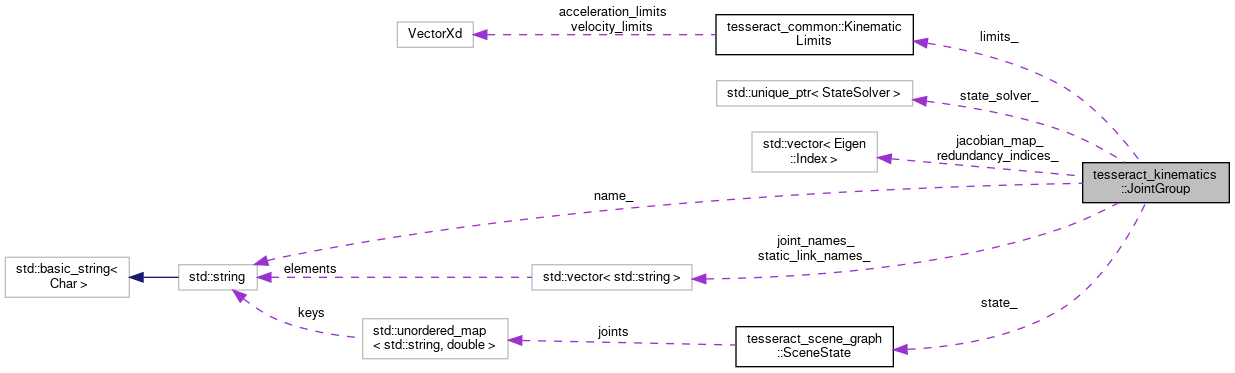 acceleration_limits
velocity_limits
VectorXd
tesseract_common::Kinematic
Limits
limits_
std::unique_ptr< StateSolver >
state_solver_
std::vector< Eigen
::Index >
jacobian_map_
redundancy_indices_
tesseract_kinematics
::JointGroup
name_
joint_names_
static_link_names_
std::basic_string<
Char >
std::string
elements
std::vector< std::string >
keys
state_
std::unordered_map
< std::string, double >
joints
tesseract_scene_graph
::SceneState